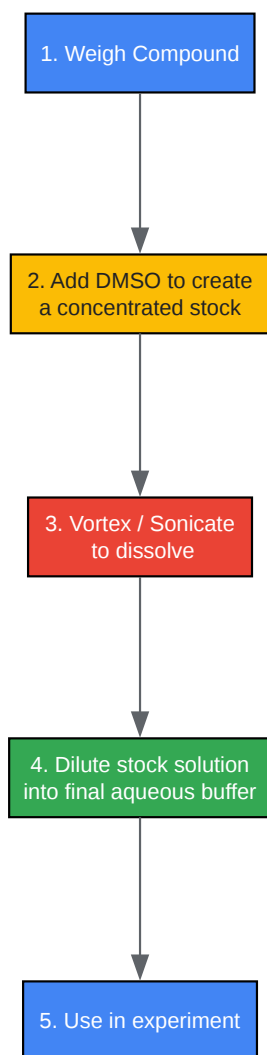 1. Weigh Compound
2. Add DMSO to create
a concentrated stock
3. Vortex / Sonicate
to dissolve
4. Dilute stock solution
into final aqueous buffer
5. Use in experiment